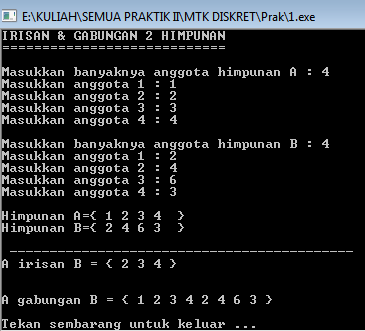 E:\KULIAH\SEMUA PRAKTIK II\MTK DISKRET\Prak\1.exe
IRISAN & GABUNGAN 2 HIMPUNAN
============================
Masukkan banyaknya anggota himpunan A : 4
Masukkan anggota 1 : 1
Masukkan anggota 2 : 2
Masukkan anggota 3 : 3
Masukkan anggota 4 : 4
Masukkan banyaknya anggota himpunan B : 4
Masukkan anggota 1 : 2
Masukkan anggota 2 : 4
Masukkan anggota 3 : 6
Masukkan anggota 4 : 3
Himpunan A={ 1 2 3 4  }
Himpunan B={ 2 4 6 3  }
_______________________________________
A irisan B = { 2 3 4 }
A gabungan B = { 1 2 3 4 2 4 6 3 }
Tekan sembarang untuk keluar ...